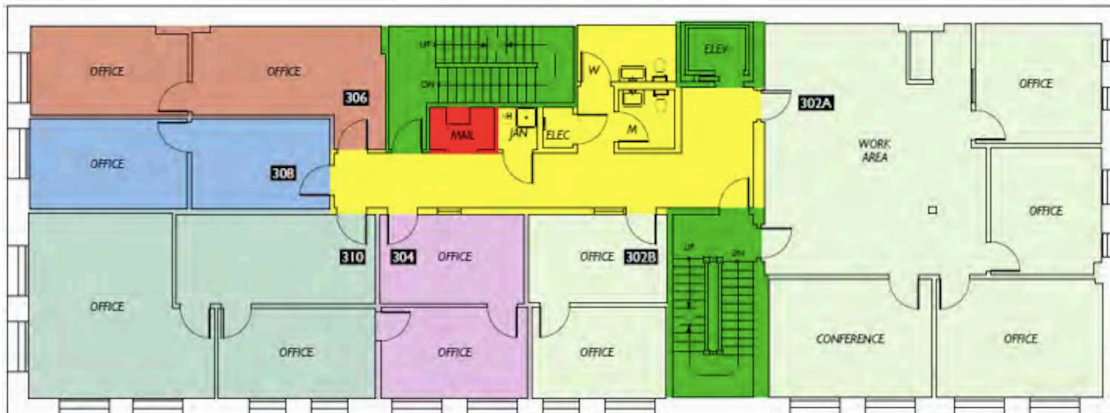 OFFICE
OFFICE
306
UP
DN
MAIL
JAN
ELEC
W
M
ELEV
302A
WORK
AREA
OFFICE
OFFICE
OFFICE
308
OFFICE
310
OFFICE
304
OFFICE
OFFICE
OFFICE
302B
OFFICE
UP
DN
CONFERENCE
OFFICE